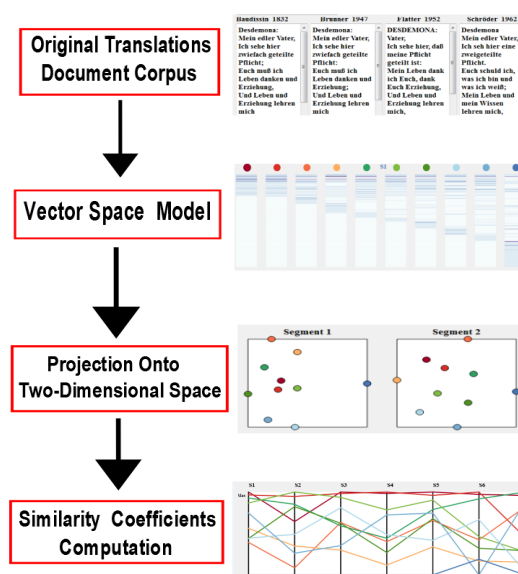 Original Translations
Document Corpus
Baudissin 1832
Brunner 1947
Flatter 1952
Schröder 1962
Desdemona:
Mein edler Vater,
Ich sehe hier
zwiefach geteilte
Pflicht;
Euch muß ich
Leben danken und
Erziehung,
Und Leben und
Erziehung lehren
mich
Desdemona:
Mein edler Vater,
Ich sehe hier
zwiefach geteilte
Pflicht:
Euch muß ich
Leben danken und
Erziehung,
Und Leben und
Erziehung lehren
mich
DESDEMONA:
Vater,
Ich sehe hier, daß
meine Pflicht
geteilt ist:
Mein Leben dank
ich Euch, dank
Euch Erziehung,
Und Leben und
Erziehung lehren
mich,
Desdemona
Mein edler Vater,
Ich seh hier eine
zweigeteilte
Pflicht.
Euch schuld ich,
was ich bin und
was ich weiß;
Mein Leben und
mein Wissen
lehren mich,
S1
Vector Space Model
Projection Onto
Two-Dimensional Space
Segment 1
Segment 2
Similarity Coefficients
Computation
S1
S2
S3
S4
S5
S6
Max